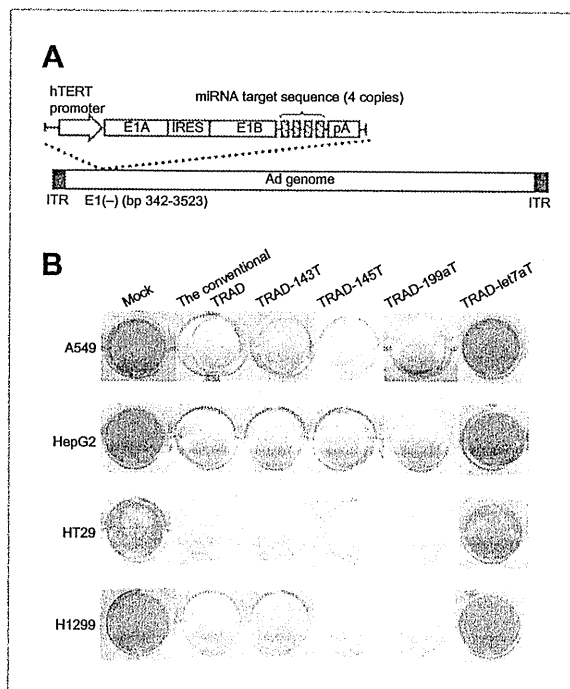 A
hTERT
promoter
miRNA target sequence (4 copies)
E1A IRES E1B pA
Ad genome
ITR E1(–) (bp 342-3523) ITR
B
Mock The conventional TRAD TRAD-143T TRAD-145T TRAD-199aT TRAD-let7aT
A549
HepG2
HT29
H1299